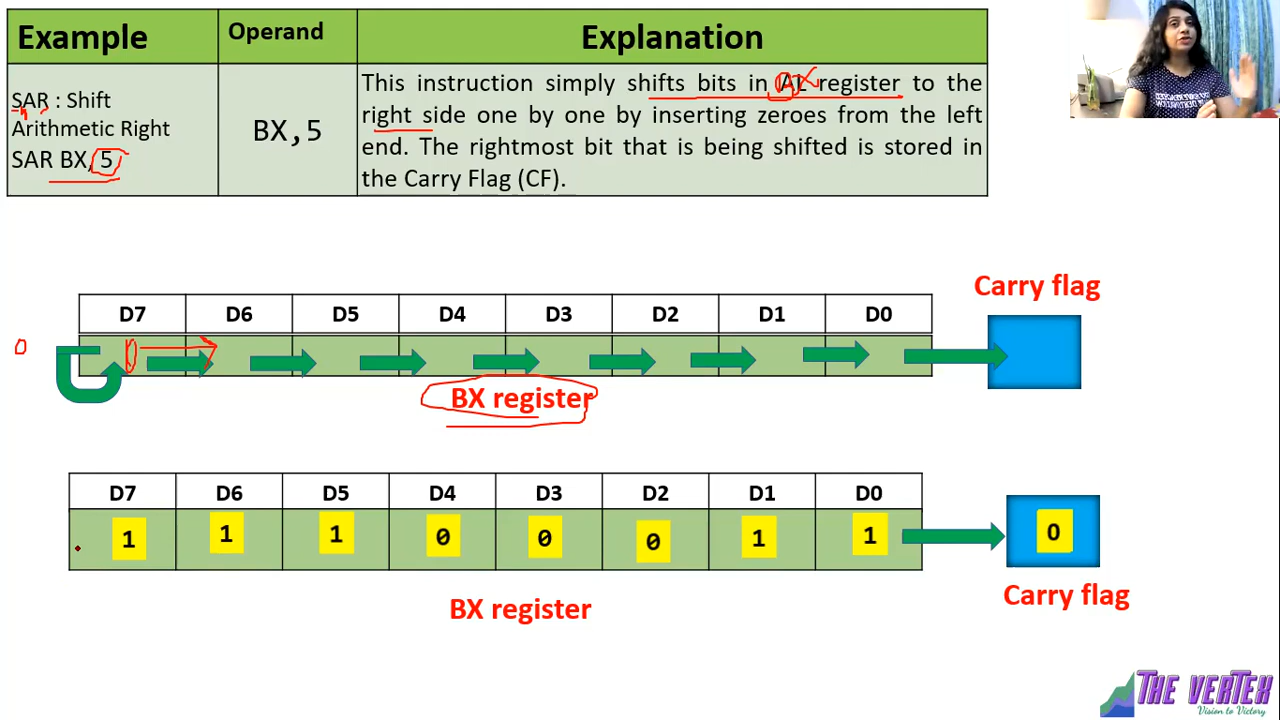 Example
Operand
Explanation
SAR : Shift
Arithmetic Right
SAR BX, 5
BX,5
This instruction simply shifts bits in AL register to the
right side one by one by inserting zeroes from the left
end. The rightmost bit that is being shifted is stored in
the Carry Flag (CF).
Carry flag
D7 D6 D5 D4 D3 D2 D1 D0
0
BX register
D7 D6 D5 D4 D3 D2 D1 D0
1 1 1 0 0 0 1 1 0
BX register
Carry flag
THE VERTEX
Vision to Victory